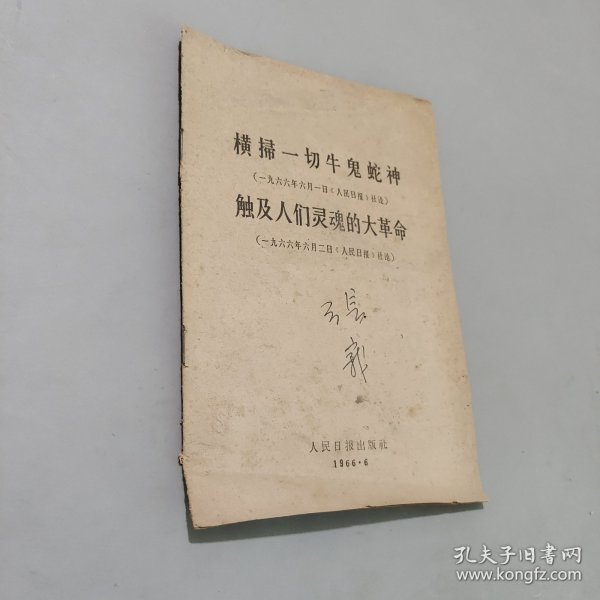 横掃一切牛鬼蛇神
(一九六六年六月一日《人民日报》社论)
触及人们灵魂的大革命
(一九六六年六月二日《人民日报》社论)
人民日报出版社
1966·6
孔夫子旧书网
www.kongfz.com